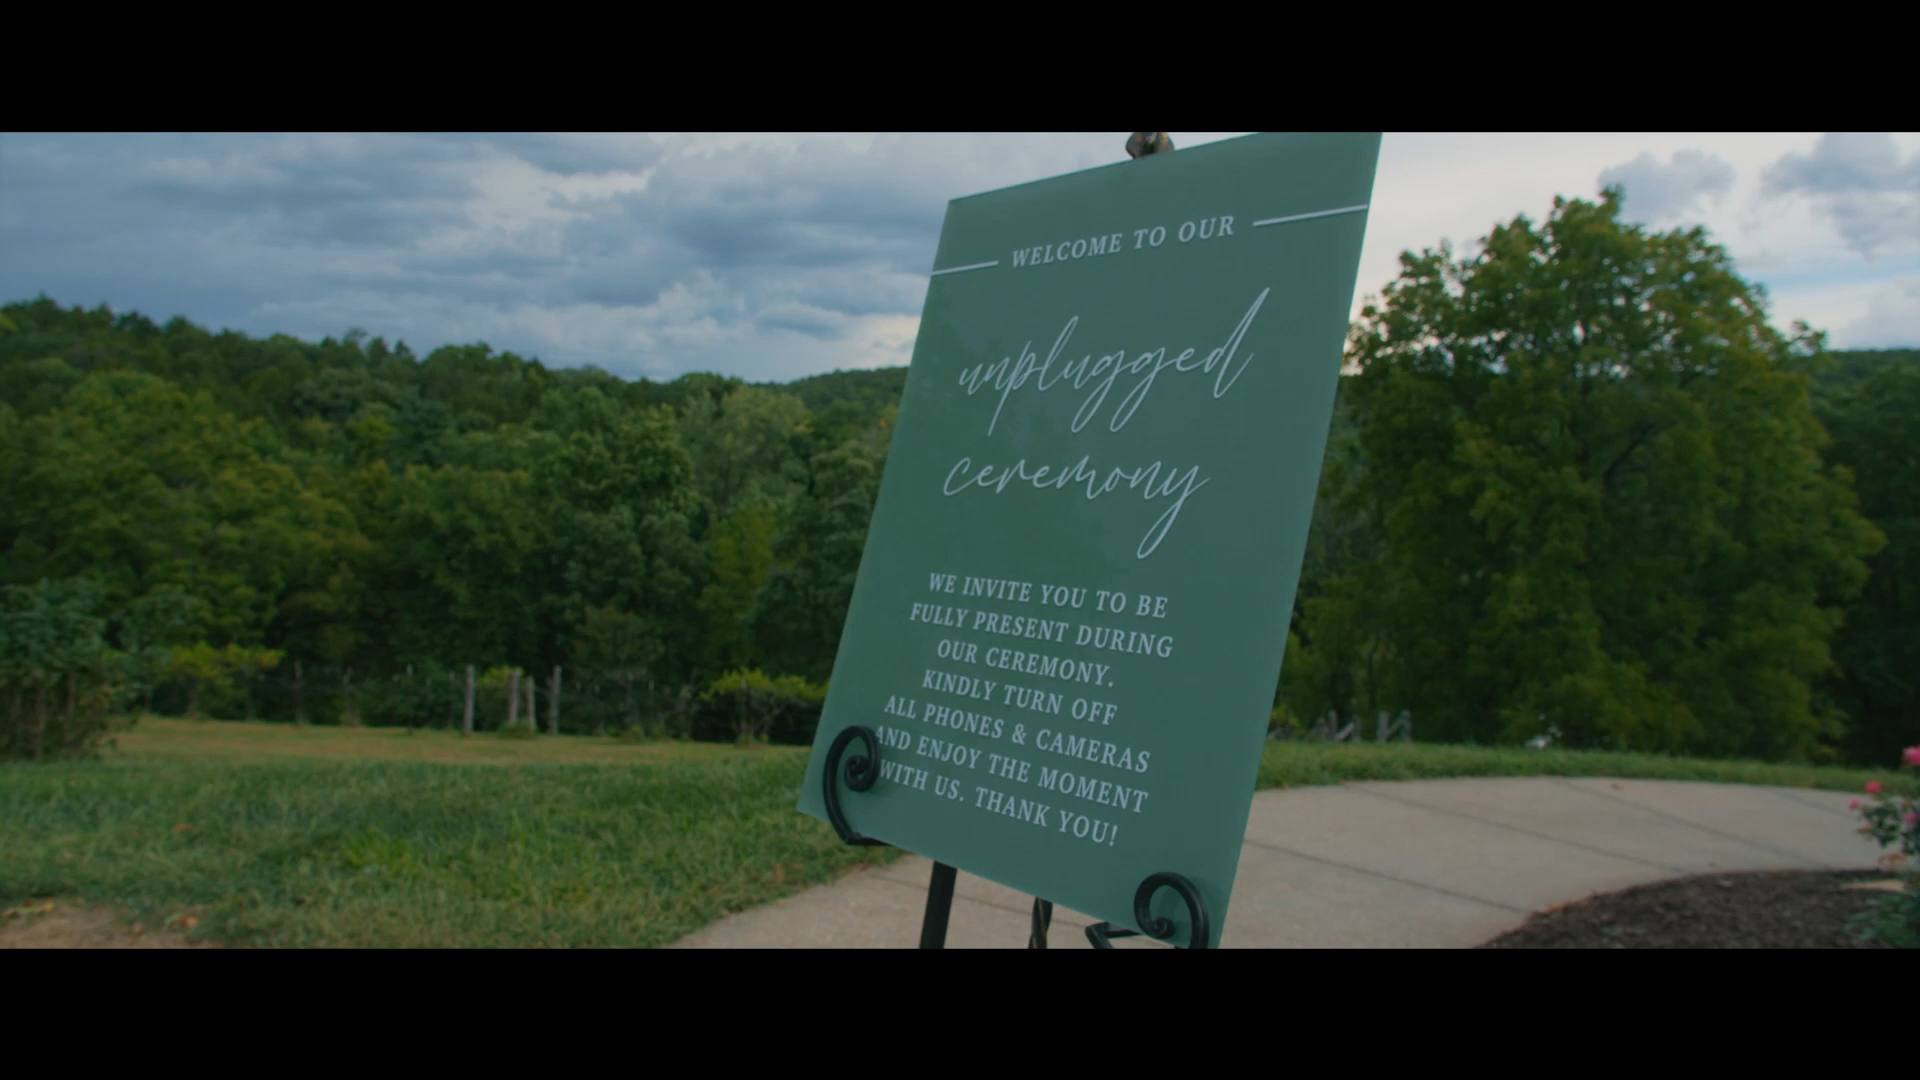 WELCOME TO OUR
unplugged
ceremony
WE INVITE YOU TO BE
FULLY PRESENT DURING
OUR CEREMONY.
KINDLY TURN OFF
ALL PHONES & CAMERAS
AND ENJOY THE MOMENT
WITH US. THANK YOU!